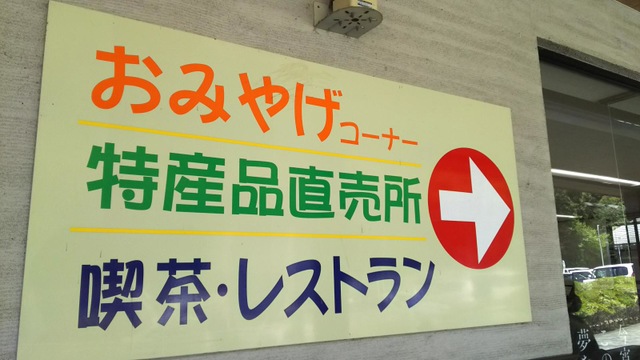 おみやげコーナー
特産品直売所
喫茶・レストラン
夢